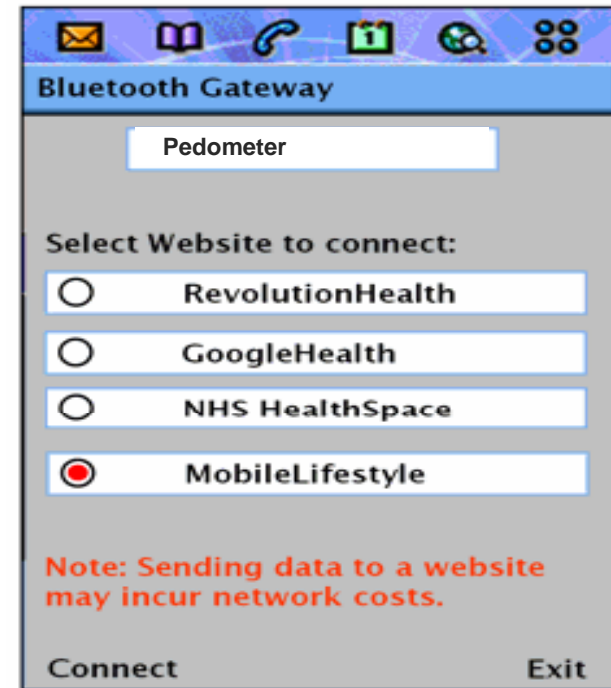 1
Bluetooth Gateway
Pedometer
Select Website to connect:
RevolutionHealth
GoogleHealth
NHS HealthSpace
MobileLifestyle
Note: Sending data to a website
may incur network costs.
Connect Exit